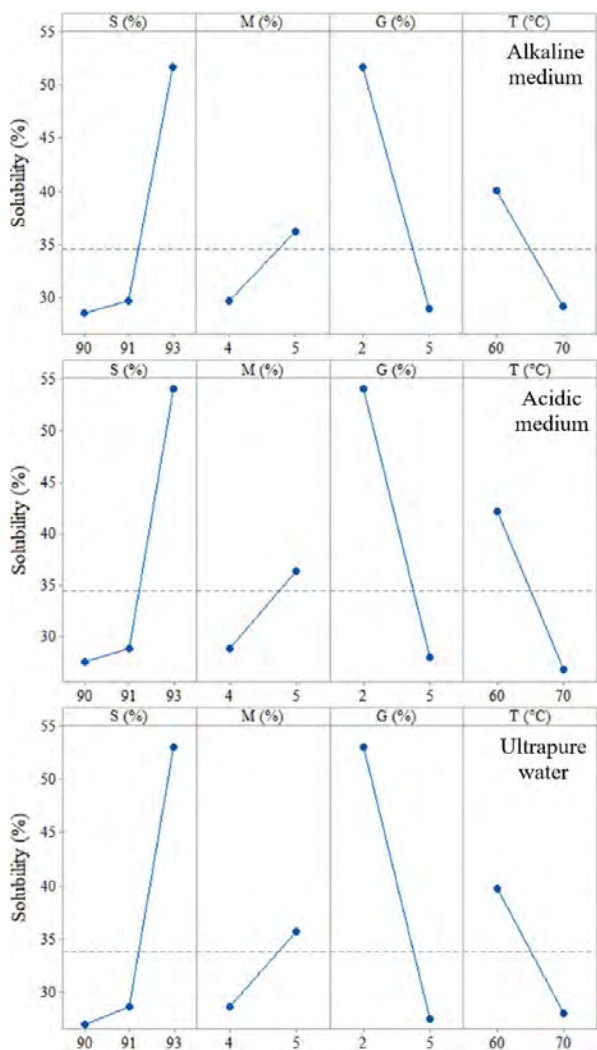 S (%) M (%) G (%) T (°C)
Alkaline
medium
Solubility (%)
55
50
45
40
35
30
90 91 93 4 5 2 5 60 70
S (%) M (%) G (%) T (°C)
Acidic
medium
Solubility (%)
55
50
45
40
35
30
90 91 93 4 5 2 5 60 70
S (%) M (%) G (%) T (°C)
Ultrapure
water
Solubility (%)
55
50
45
40
35
30
90 91 93 4 5 2 5 60 70